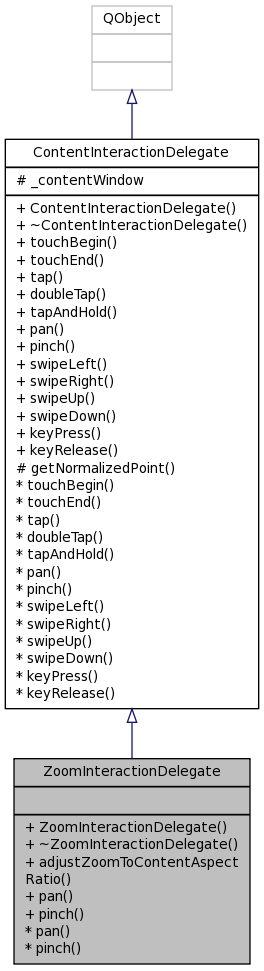 QObject
ContentInteractionDelegate
# _contentWindow
+ ContentInteractionDelegate()
+ ~ContentInteractionDelegate()
+ touchBegin()
+ touchEnd()
+ tap()
+ doubleTap()
+ tapAndHold()
+ pan()
+ pinch()
+ swipeLeft()
+ swipeRight()
+ swipeUp()
+ swipeDown()
+ keyPress()
+ keyRelease()
# getNormalizedPoint()
* touchBegin()
* touchEnd()
* tap()
* doubleTap()
* tapAndHold()
* pan()
* pinch()
* swipeLeft()
* swipeRight()
* swipeUp()
* swipeDown()
* keyPress()
* keyRelease()
ZoomInteractionDelegate
+ ZoomInteractionDelegate()
+ ~ZoomInteractionDelegate()
+ adjustZoomToContentAspect
Ratio()
+ pan()
+ pinch()
* pan()
* pinch()